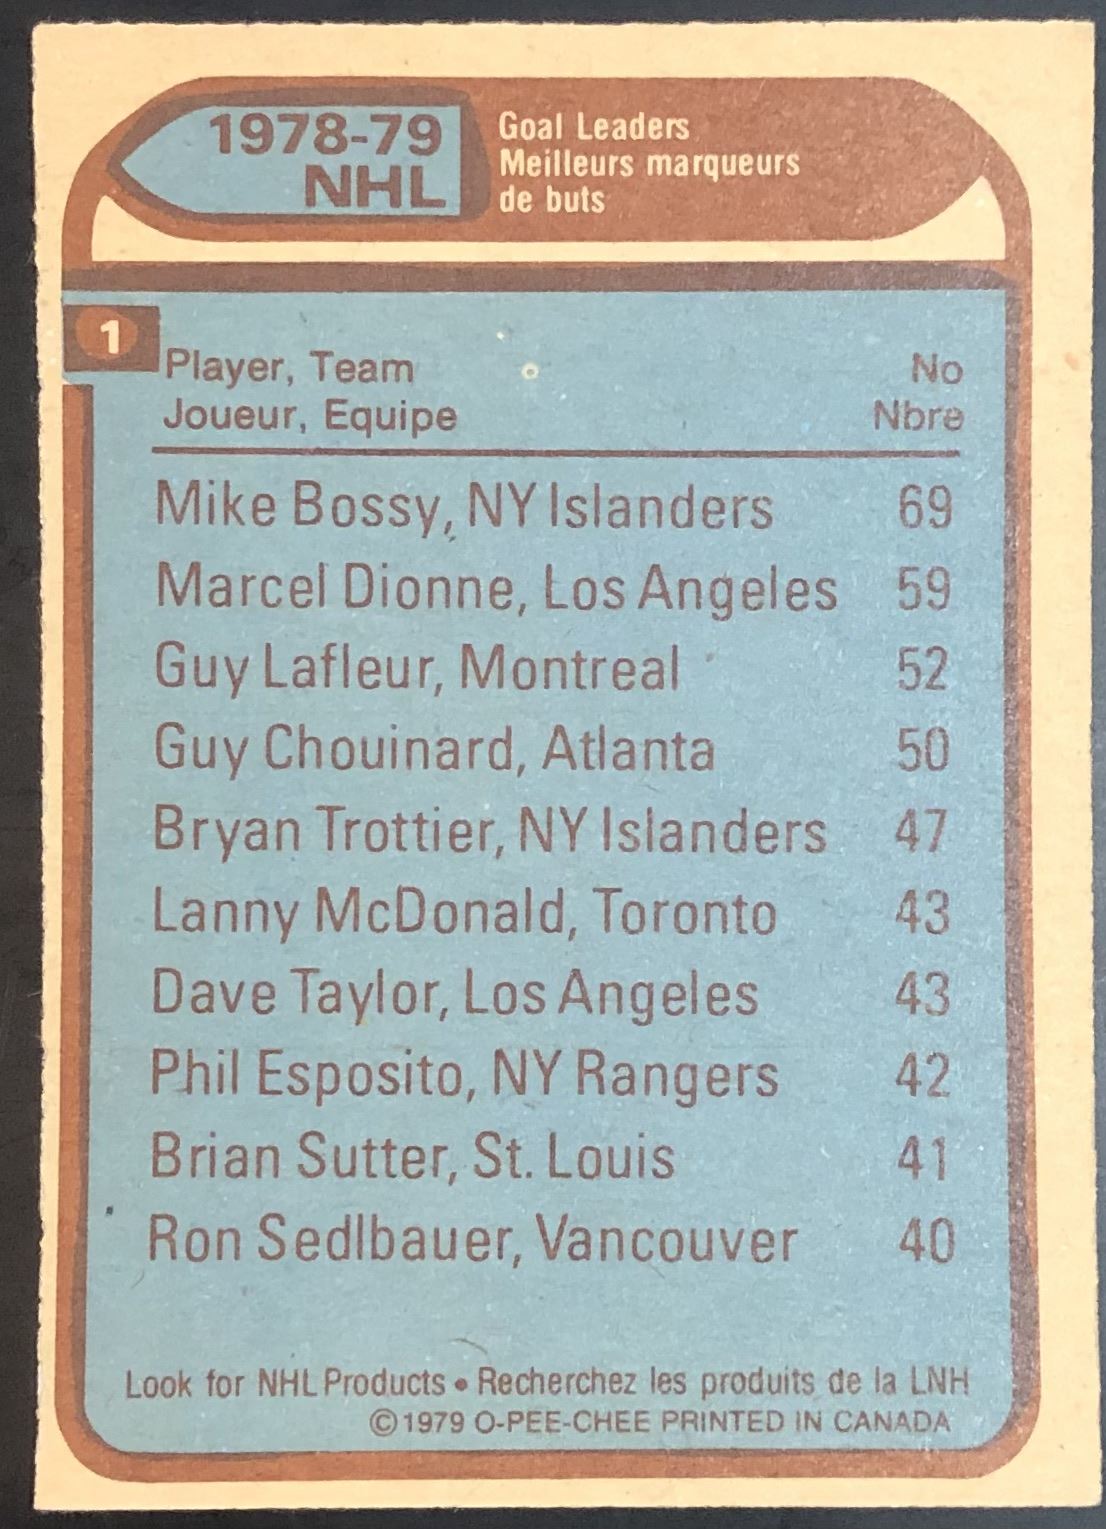 1978-79
NHL
Goal Leaders
Meilleurs marqueurs
de buts
1
Player, Team No
Joueur, Equipe Nbre
Mike Bossy, NY Islanders 69
Marcel Dionne, Los Angeles 59
Guy Lafleur, Montreal 52
Guy Chouinard, Atlanta 50
Bryan Trottier, NY Islanders 47
Lanny McDonald, Toronto 43
Dave Taylor, Los Angeles 43
Phil Esposito, NY Rangers 42
Brian Sutter, St. Louis 41
Ron Sedlbauer, Vancouver 40
Look for NHL Products • Recherchez les produits de la LNH
©1979 O-PEE-CHEE PRINTED IN CANADA